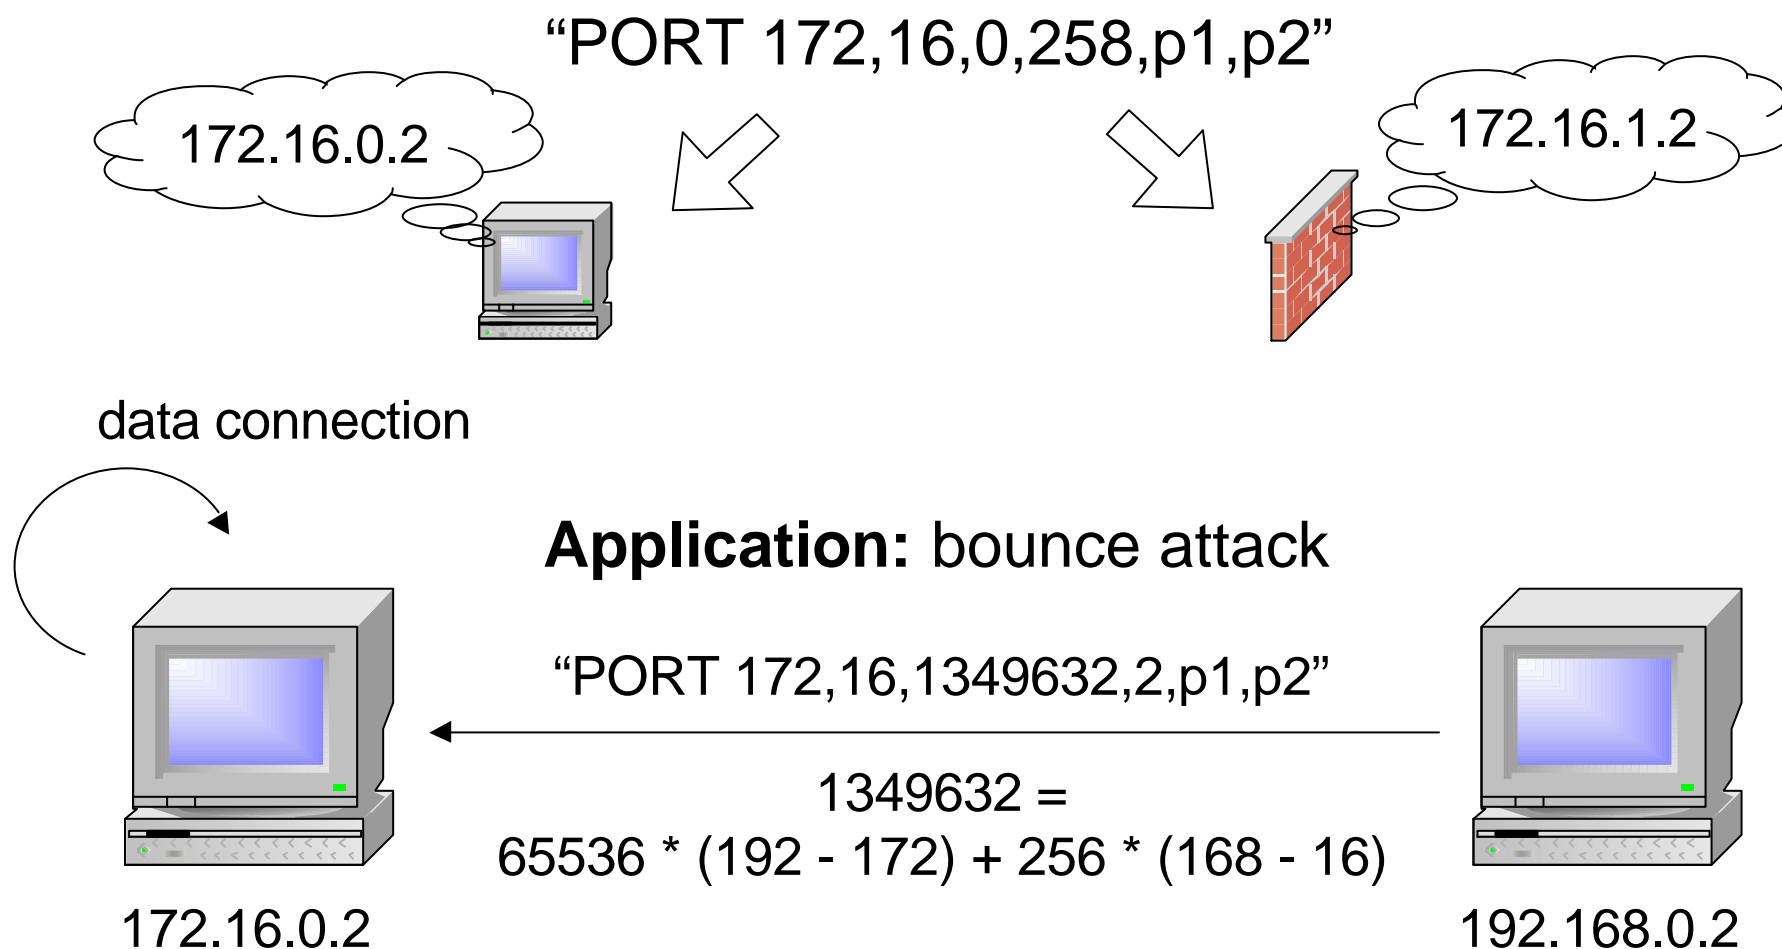 “PORT 172,16,0,258,p1,p2”
172.16.0.2
172.16.1.2
data connection
Application: bounce attack
“PORT 172,16,1349632,2,p1,p2”
1349632 =
65536 * (192 - 172) + 256 * (168 - 16)
172.16.0.2
192.168.0.2